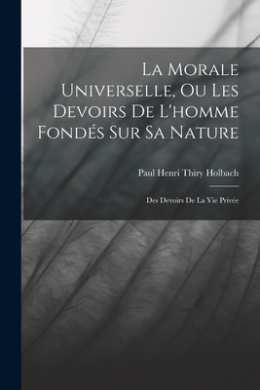 La Morale
Universelle, Ou Les
Devoirs De L'homme
Fondés Sur Sa
Nature
Paul Henri Thiry Holbach
Des Devoirs De La Vie Privée